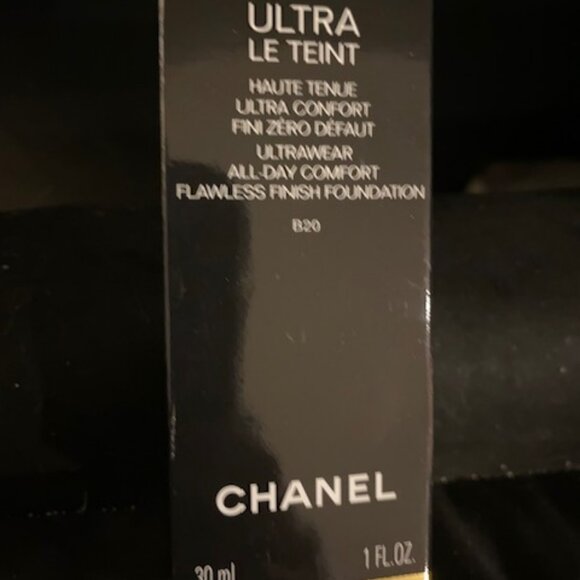 ULTRA
LE TEINT
HAUTE TENUE
ULTRA CONFORT
FINI ZÉRO DÉFAUT
ULTRAWEAR
ALL-DAY COMFORT
FLAWLESS FINISH FOUNDATION
B20
CHANEL
30 ml 1 FL.OZ.